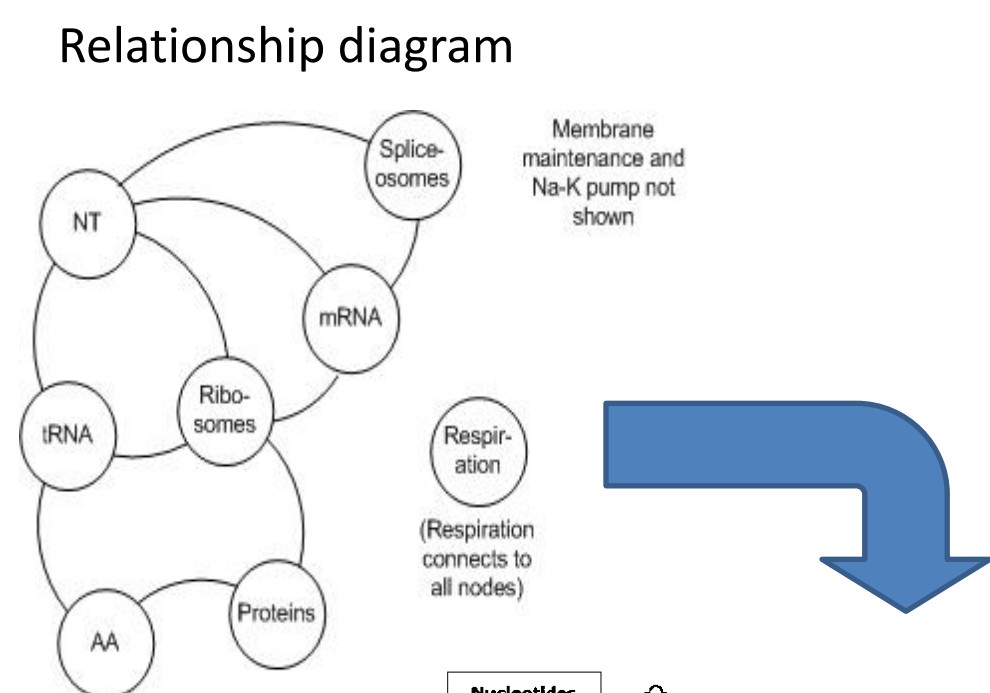 Relationship diagram
Splice-
osomes
Membrane
maintenance and
Na-K pump not
shown
NT
mRNA
Ribo-
somes
tRNA
Respir-
ation
(Respiration
connects to
all nodes)
Proteins
AA
Nucleotides